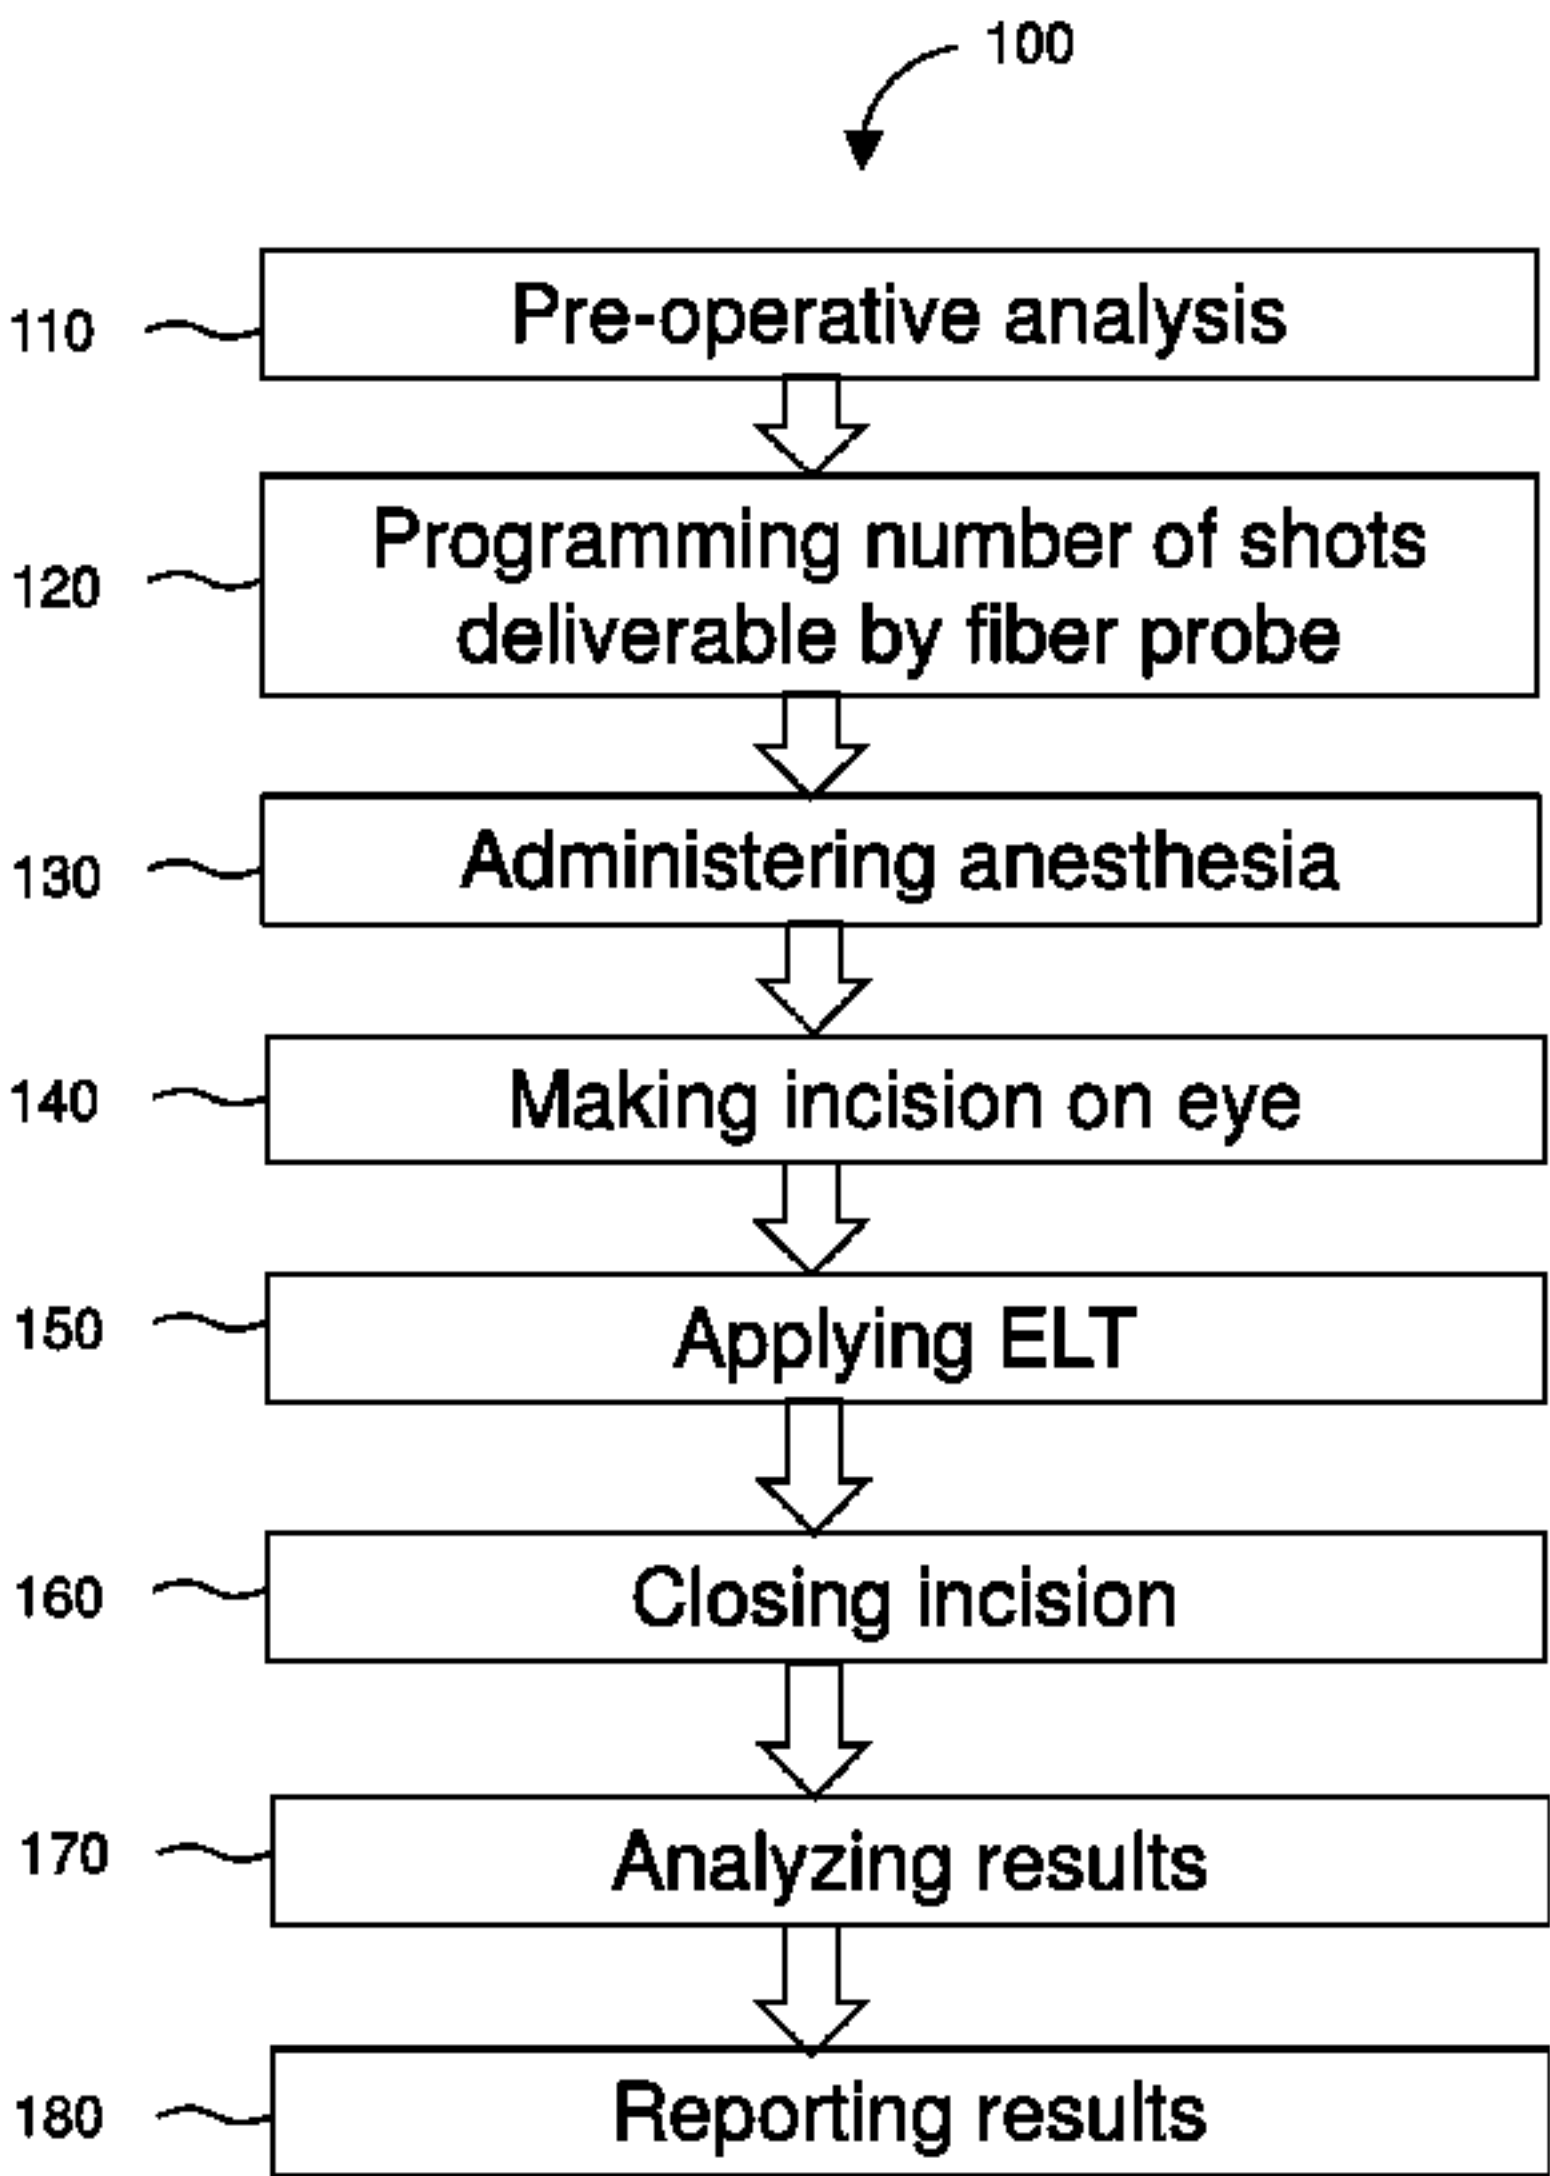 100
110
Pre-operative analysis
120
Programming number of shots
deliverable by fiber probe
130
Administering anesthesia
140
Making incision on eye
150
Applying ELT
160
Closing incision
170
Analyzing results
180
Reporting results